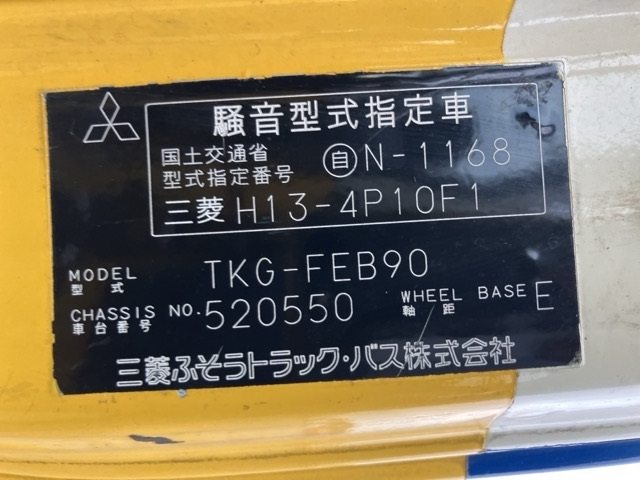 騒音型式指定車
国土交通省
型式指定番号 自N-1168
三菱 H13-4P10F1
MODEL
型式 TKG-FEB90
CHASSIS NO.
車台番号 520550 WHEEL BASE
軸距 E
三菱ふそうトラック・バス株式会社